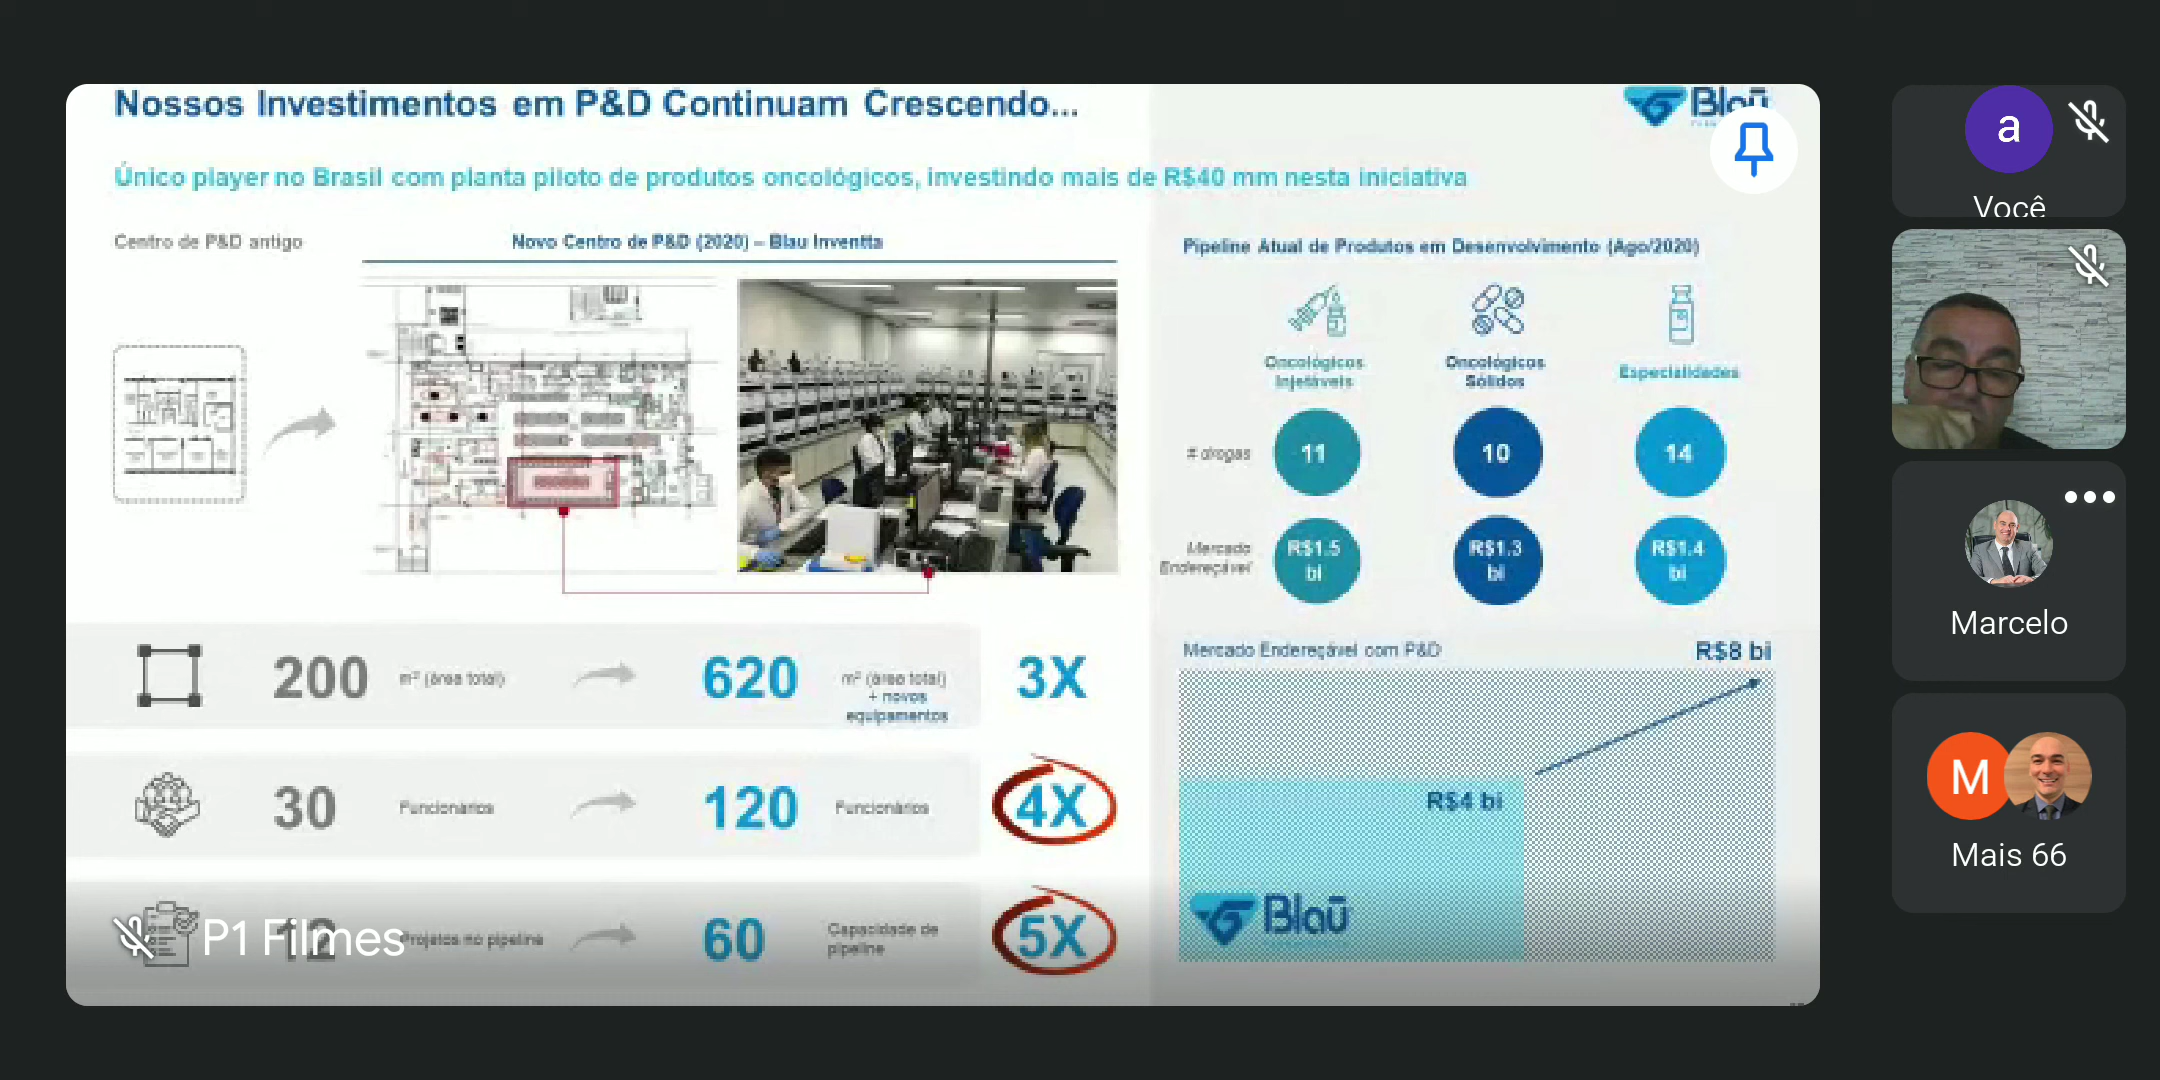 Nossos Investimentos em P&D Continuam Crescendo...
Blaū
Único player no Brasil com planta piloto de produtos oncológicos, investindo mais de R$40 mm nesta iniciativa
Centro de P&D antigo
Novo Centro de P&D (2020) – Blau Inventta
Pipeline Atual de Produtos em Desenvolvimento (Ago/2020)
Oncológicos
Injetáveis
Oncológicos
Sólidos
Especialidades
# drogas
11
10
14
Mercado
Endereçável
R$1.5
bi
R$1.3
bi
R$1.4
bi
200
m² (área total)
620
m² (área total)
+ novos
equipamentos
3X
30
Funcionários
120
Funcionários
4X
12
Projetos no pipeline
60
Capacidade de
pipeline
5X
Mercado Endereçável com P&D
R$8 bi
R$4 bi
Blaū
P1 Filmes
a
Você
Marcelo
M
Mais 66